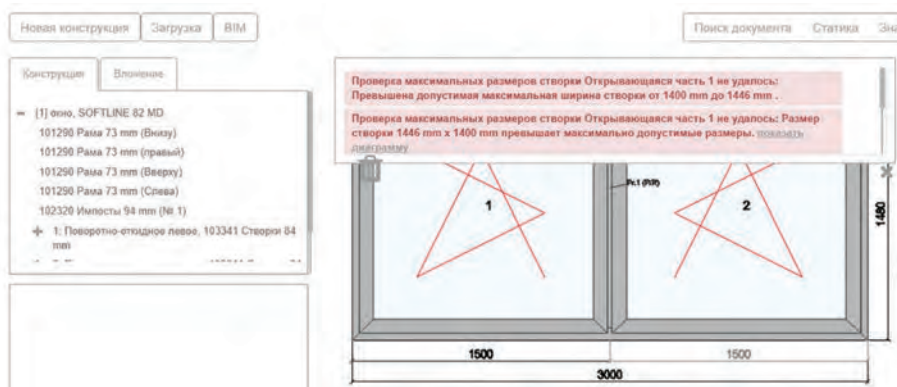 Новая конструкция
Загрузка
BIM
Поиск документа
Статика
Конструкция
Вложение
[1] окно, SOFTLINE 82 MD
101290 Рама 73 mm (Внизу)
101290 Рама 73 mm (правый)
101290 Рама 73 mm (Вверху)
101290 Рама 73 mm (Слева)
102320 Импосты 94 mm (№ 1)
1: Поворотно-откидное левое, 103341 Створки 84
mm
Проверка максимальных размеров створки Открывающаяся часть 1 не удалось:
Превышена допустимая максимальная ширина створки от 1400 mm до 1446 mm .
Проверка максимальных размеров створки Открывающаяся часть 1 не удалось: Размер
створки 1446 mm x 1400 mm превышает максимально допустимые размеры. показать
диаграмму
1
2
1480
1500
1500
3000